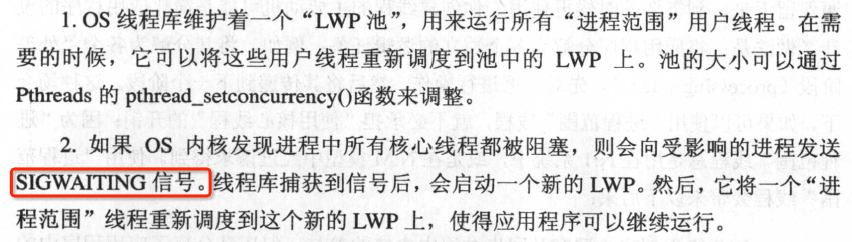 1. OS 线程库维护着一个“LWP 池”，用来运行所有“进程范围”用户线程。在需
要的时候，它可以将这些用户线程重新调度到池中的 LWP 上。池的大小可以通过
Pthreads 的 pthread_setconcurrency()函数来调整。
2. 如果 OS 内核发现进程中所有核心线程都被阻塞，则会向受影响的进程发送
SIGWAITING 信号。线程库捕获到信号后，会启动一个新的 LWP。然后，它将一个“进
程范围”线程重新调度到这个新的 LWP 上，使得应用程序可以继续运行。